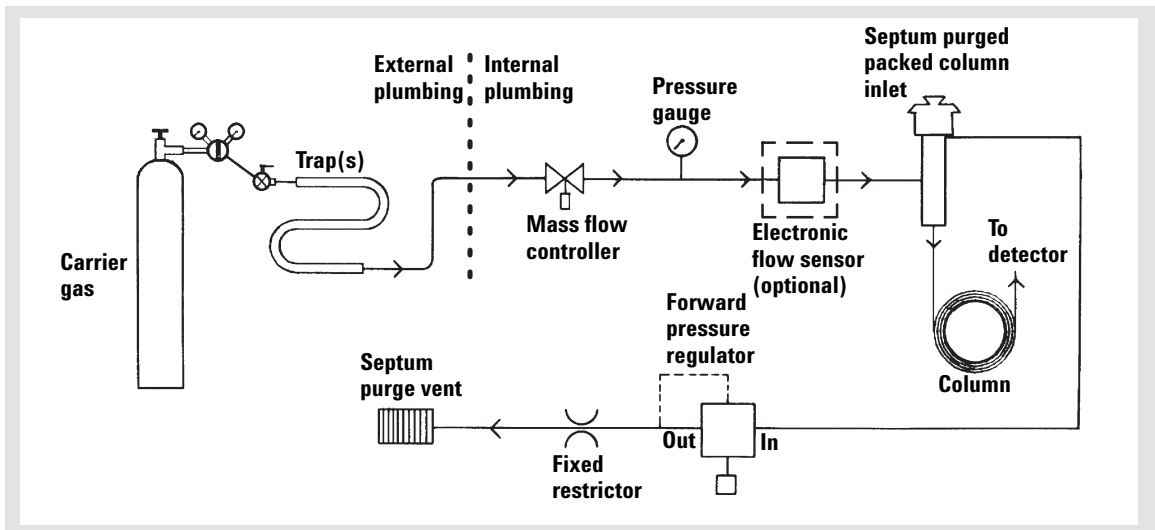 External
plumbing
Internal
plumbing
Septum purged
packed column
inlet
Pressure
gauge
Trap(s)
Mass flow
controller
Electronic
flow sensor
(optional)
To
detector
Carrier
gas
Column
Forward
pressure
regulator
Septum
purge vent
Out
In
Fixed
restrictor